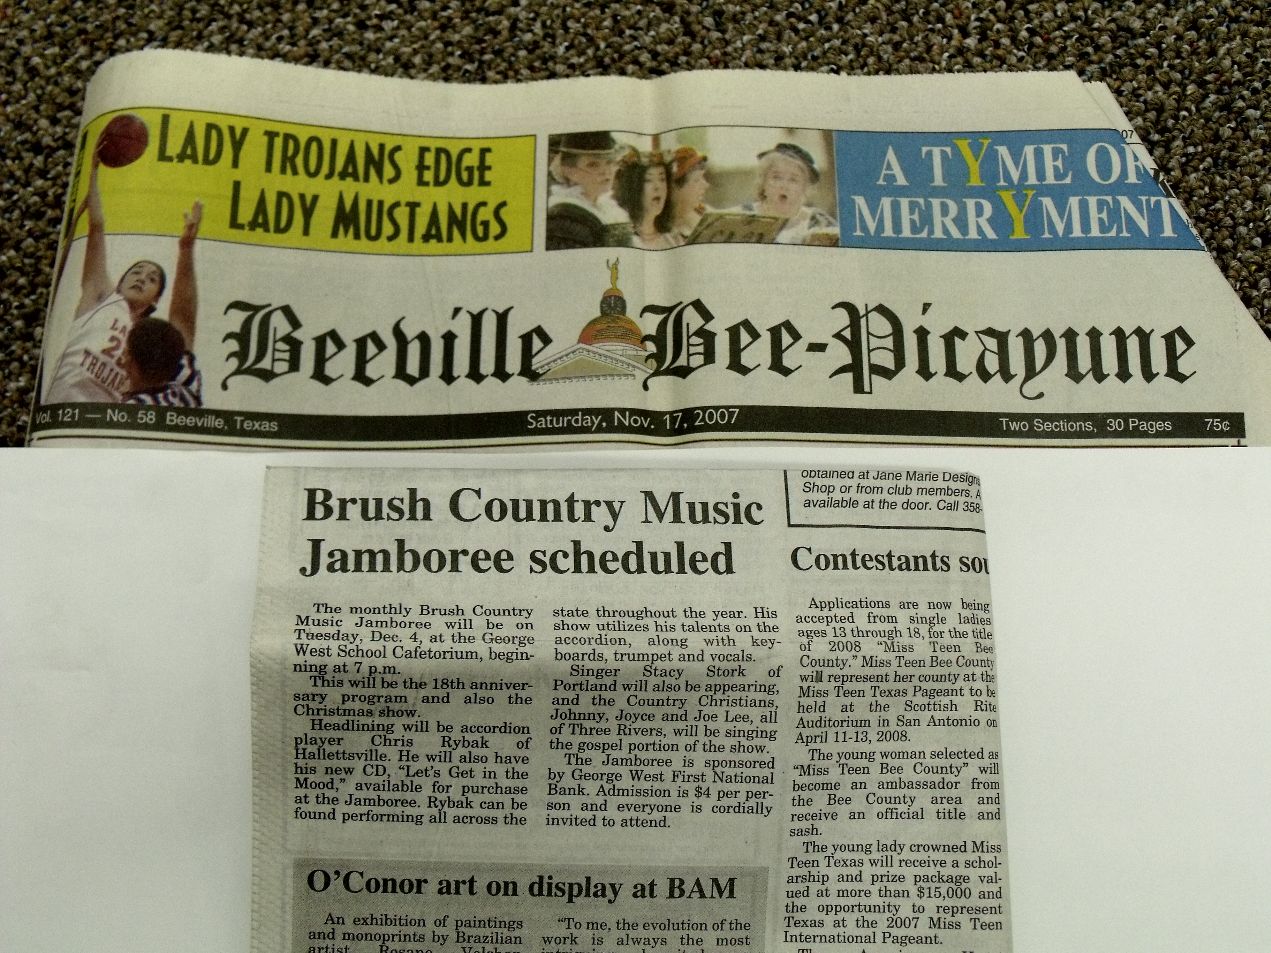 LADY TROJANS EDGE
LADY MUSTANGS
A TYME OF
MERRYMENT
07
LA
TROJAN
2
Beeville Bee-Picayune
Vol. 121 — No. 58 Beeville, Texas Saturday, Nov. 17, 2007 Two Sections, 30 Pages 75¢
Brush Country Music
Jamboree scheduled
The monthly Brush Country
Music Jamboree will be on
Tuesday, Dec. 4, at the George
West School Cafetorium, begin-
ning at 7 p.m.
This will be the 18th anniver-
sary program and also the
Christmas show.
Headlining will be accordion
player Chris Rybak of
Hallettsville. He will also have
his new CD, "Let's Get in the
Mood," available for purchase
at the Jamboree. Rybak can be
found performing all across the
state throughout the year. His
show utilizes his talents on the
accordion, along with key-
boards, trumpet and vocals.
Singer Stacy Stork of
Portland will also be appearing,
and the Country Christians,
Johnny, Joyce and Joe Lee, all
of Three Rivers, will be singing
the gospel portion of the show.
The Jamboree is sponsored
by George West First National
Bank. Admission is $4 per per-
son and everyone is cordially
invited to attend.
O'Conor art on display at BAM
An exhibition of paintings
and monoprints by Brazilian
artist
"To me, the evolution of the
work is always the most
obtained at Jane Marie Designs
Shop or from club members.
available at the door. Call 358-
Contestants
Applications are now being
accepted from single ladies
ages 13 through 18, for the title
of 2008 "Miss Teen Bee
County." Miss Teen Bee County
will represent her county at the
Miss Teen Texas Pageant to be
held at the Scottish Rite
Auditorium in San Antonio on
April 11-13, 2008.
The young woman selected as
"Miss Teen Bee County" will
become an ambassador from
the Bee County area and
receive an official title and
sash.
The young lady crowned Miss
Teen Texas will receive a schol-
arship and prize package val-
ued at more than $15,000 and
the opportunity to represent
Texas at the 2007 Miss Teen
International Pageant.